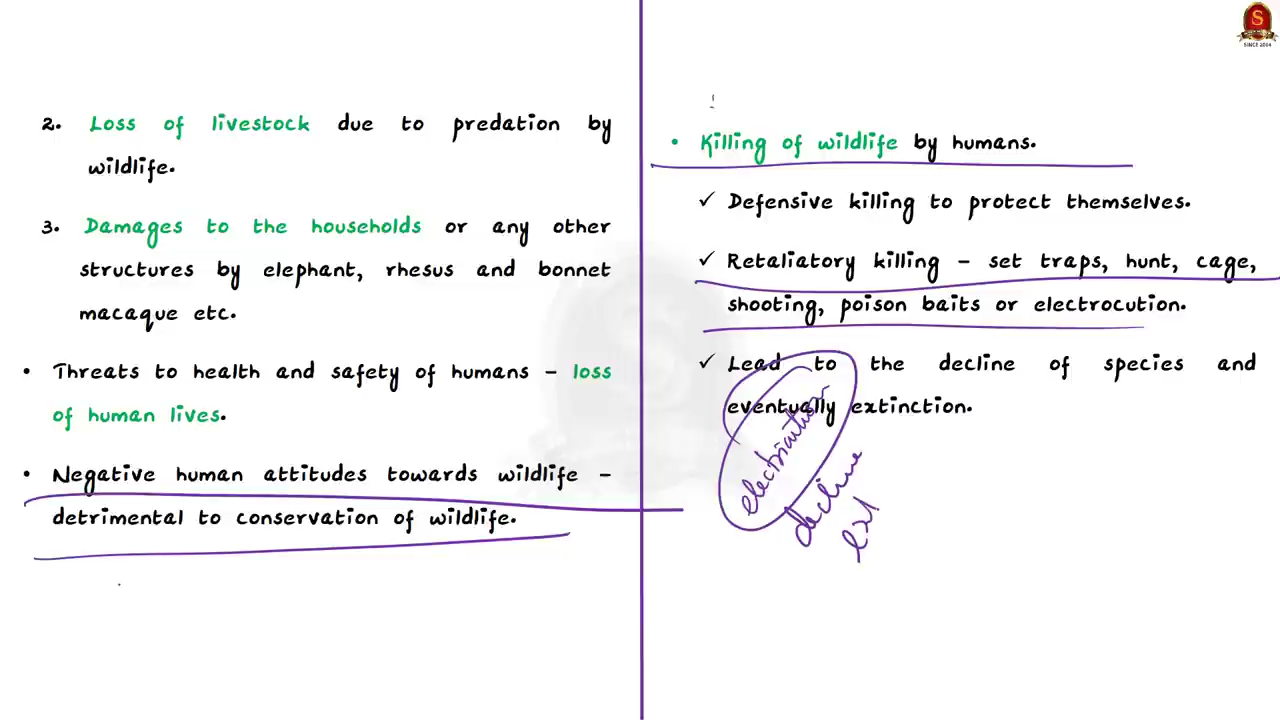 2. Loss of livestock due to predation by
wildlife.
3. Damages to the households or any other
structures by elephant, rhesus and bonnet
macaque etc.
• Threats to health and safety of humans – loss
of human lives.
• Negative human attitudes towards wildlife –
detrimental to conservation of wildlife.
• Killing of wildlife by humans.
✓ Defensive killing to protect themselves.
✓ Retaliatory killing – set traps, hunt, cage,
shooting, poison baits or electrocution.
✓ Lead to the decline of species and
eventually extinction.
decline
ext
S
SINCE 2004